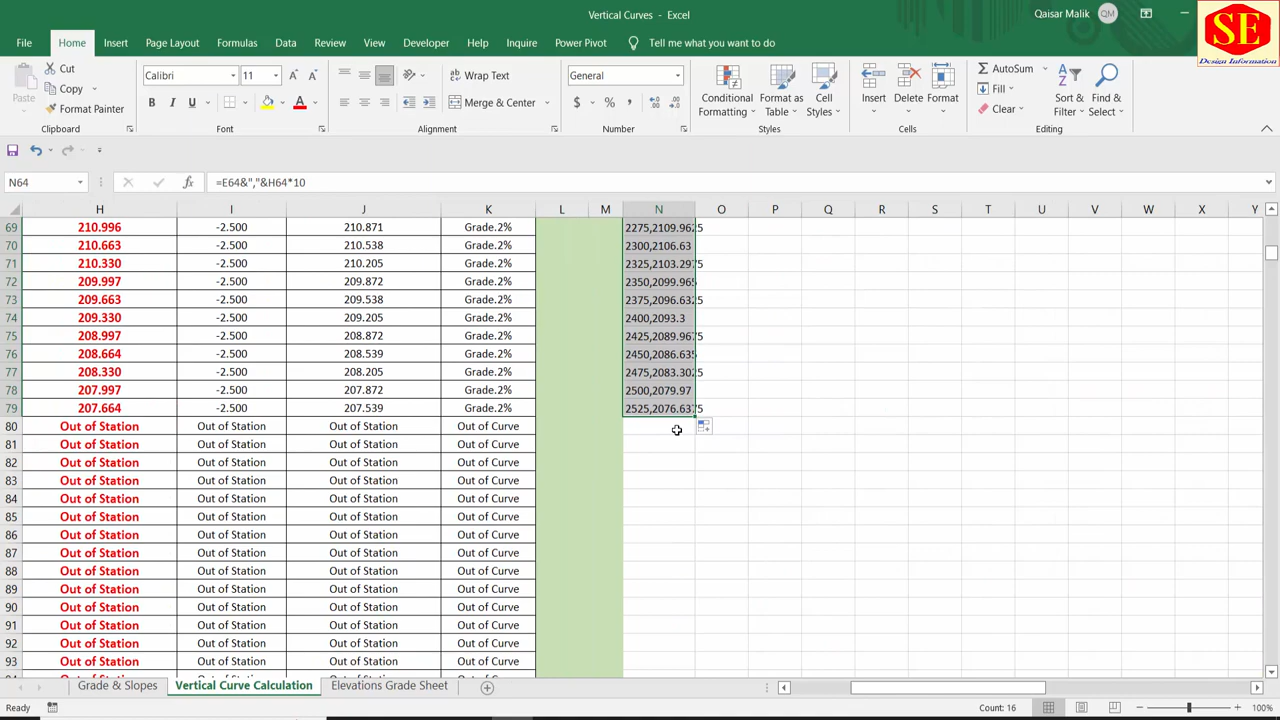 Vertical Curves - Excel
Qaisar Malik QM
SE
Design Information
File Home Insert Page Layout Formulas Data Review View Developer Help Inquire Power Pivot Tell me what you want to do
Paste Cut Copy Format Painter
Calibri 11
B I U A
Wrap Text
Merge & Center
General
$ % ,
Conditional Formatting Format as Table Cell Styles
Insert Delete Format
AutoSum Fill Clear
Sort & Filter Find & Select
Clipboard Font Alignment Number Styles Cells Editing
N64 fx =E64&","&H64*10
H I J K L M N O P Q R S T U V W X Y
69 210.996 -2.500 210.871 Grade.2% 2275,2109.9625
70 210.663 -2.500 210.538 Grade.2% 2300,2106.63
71 210.330 -2.500 210.205 Grade.2% 2325,2103.2975
72 209.997 -2.500 209.872 Grade.2% 2350,2099.965
73 209.663 -2.500 209.538 Grade.2% 2375,2096.6325
74 209.330 -2.500 209.205 Grade.2% 2400,2093.3
75 208.997 -2.500 208.872 Grade.2% 2425,2089.9675
76 208.664 -2.500 208.539 Grade.2% 2450,2086.635
77 208.330 -2.500 208.205 Grade.2% 2475,2083.3025
78 207.997 -2.500 207.872 Grade.2% 2500,2079.97
79 207.664 -2.500 207.539 Grade.2% 2525,2076.6375
80 Out of Station Out of Station Out of Station Out of Curve
81 Out of Station Out of Station Out of Station Out of Curve
82 Out of Station Out of Station Out of Station Out of Curve
83 Out of Station Out of Station Out of Station Out of Curve
84 Out of Station Out of Station Out of Station Out of Curve
85 Out of Station Out of Station Out of Station Out of Curve
86 Out of Station Out of Station Out of Station Out of Curve
87 Out of Station Out of Station Out of Station Out of Curve
88 Out of Station Out of Station Out of Station Out of Curve
89 Out of Station Out of Station Out of Station Out of Curve
90 Out of Station Out of Station Out of Station Out of Curve
91 Out of Station Out of Station Out of Station Out of Curve
92 Out of Station Out of Station Out of Station Out of Curve
93 Out of Station Out of Station Out of Station Out of Curve
Grade & Slopes Vertical Curve Calculation Elevations Grade Sheet
Ready Count: 16 100%